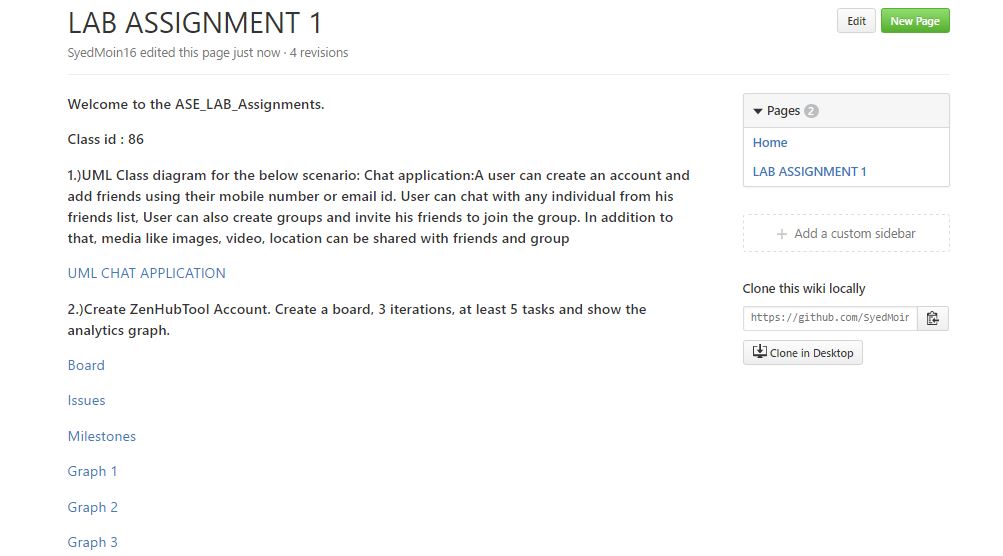 LAB ASSIGNMENT 1
Edit
New Page
SyedMoin16 edited this page just now · 4 revisions
Welcome to the ASE_LAB_Assignments.
Class id : 86
1.)UML Class diagram for the below scenario: Chat application:A user can create an account and
add friends using their mobile number or email id. User can chat with any individual from his
friends list, User can also create groups and invite his friends to join the group. In addition to
that, media like images, video, location can be shared with friends and group
UML CHAT APPLICATION
2.)Create ZenHubTool Account. Create a board, 3 iterations, at least 5 tasks and show the
analytics graph.
Board
Issues
Milestones
Graph 1
Graph 2
Graph 3
Pages 2
Home
LAB ASSIGNMENT 1
Add a custom sidebar
Clone this wiki locally
https://github.com/SyedMoin
Clone in Desktop